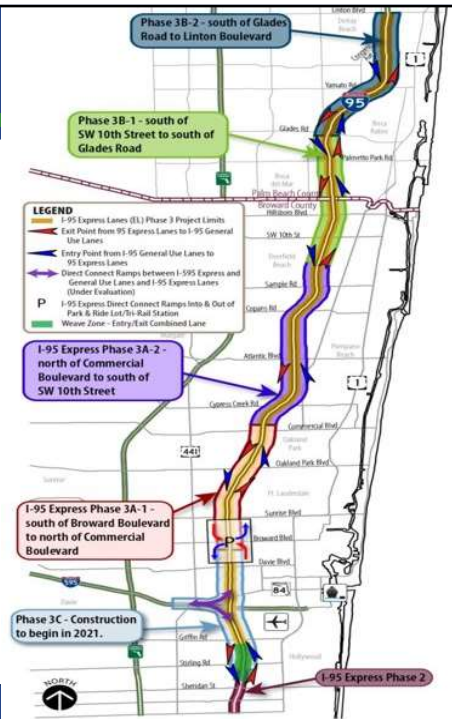 Linton Blvd
Delray
Beach
Phase 3B-2 - south of Glades
Road to Linton Boulevard
1
Yamato Rd
95
Boca
Raton
Phase 3B-1 - south of
SW 10th Street to south of
Glades Road
Glades Rd
Palmetto Park Rd
Boca
del Mar
Palm Beach County
Broward County
Hillsboro Blvd
LEGEND
I-95 Express Lanes (EL) Phase 3 Project Limits
Exit Point from 95 Express Lanes to I-95 General
Use Lanes
Entry Point from I-95 General Use Lanes to
95 Express Lanes
Direct Connect Ramps between I-595 Express and
General Use Lanes and I-95 Express Lanes
(Under Evaluation)
P
I-95 Express Direct Connect Ramps Into & Out of
Park & Ride Lot/Tri-Rail Station
Weave Zone - Entry/Exit Combined Lane
SW 10th St
Deerfield
Beach
Sample Rd
Copans Rd
I-95 Express Phase 3A-2 -
north of Commercial
Boulevard to south of
SW 10th Street
Atlantic Blvd
Pompano
Beach
1
Cypress Creek Rd
Commercial Blvd
441
Oakland
Park
Oakland Park Blvd
Sunrise
Ft. Lauderdale
I-95 Express Phase 3A-1 -
south of Broward Boulevard
to north of Commercial
Boulevard
Sunrise Blvd
P
Broward Blvd
Davie Blvd
595
84
Davie
Phase 3C - Construction
to begin in 2021.
Griffin Rd
Stirling Rd
Hollywood
Sheridan St
I-95 Express Phase 2
NORTH